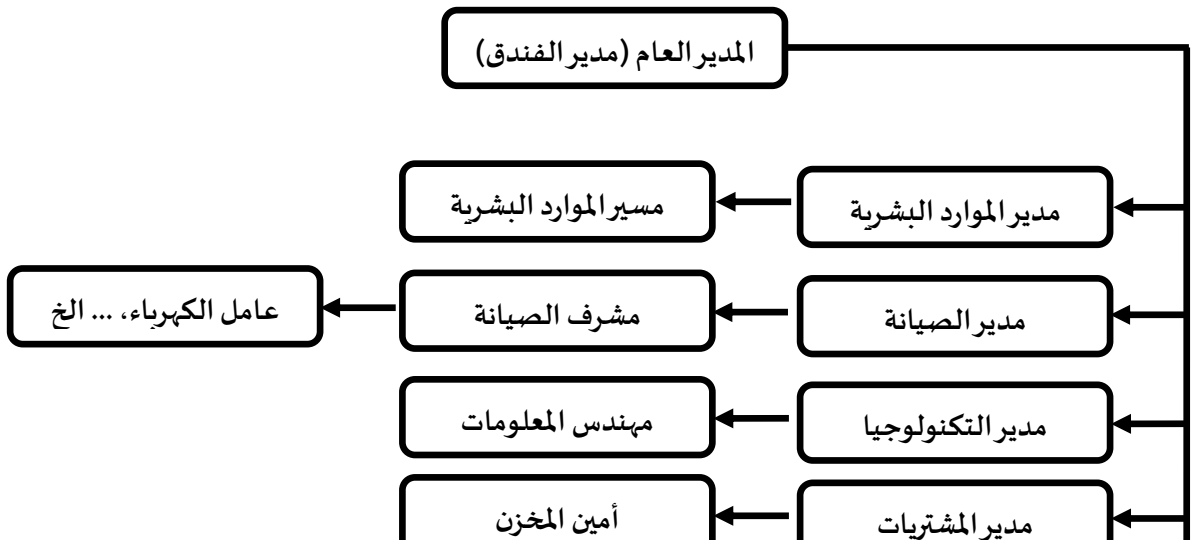 المدير العام (مدير الفندق)
مدير الموارد البشرية
مسير الموارد البشرية
مدير الصيانة
مشرف الصيانة
عامل الكهرباء، ... الخ
مدير التكنولوجيا
مهندس المعلومات
مدير المشتريات
أمين المخزن